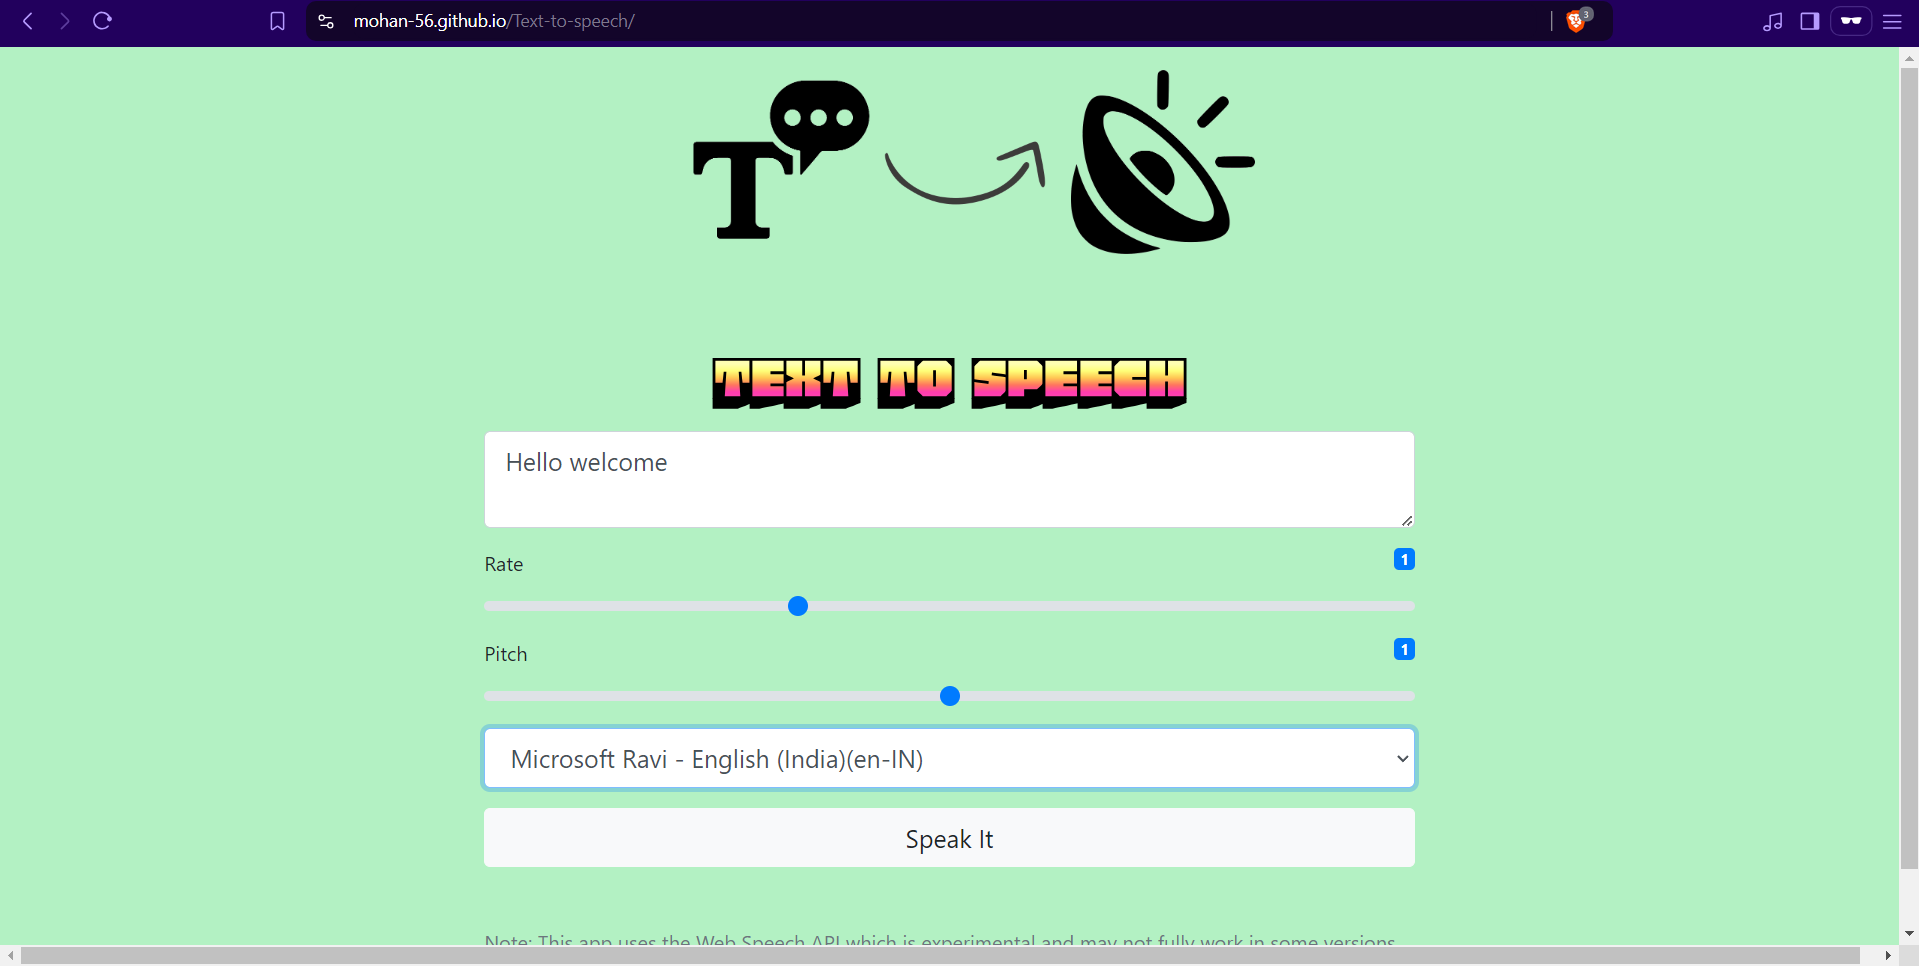 mohan-56.github.io/Text-to-speech/
3
T
TEXT TO SPEECH
Hello welcome
Rate
1
Pitch
1
Microsoft Ravi - English (India)(en-IN)
Speak It
Note: This app uses the Web Speech API which is experimental and may not fully work in some versions